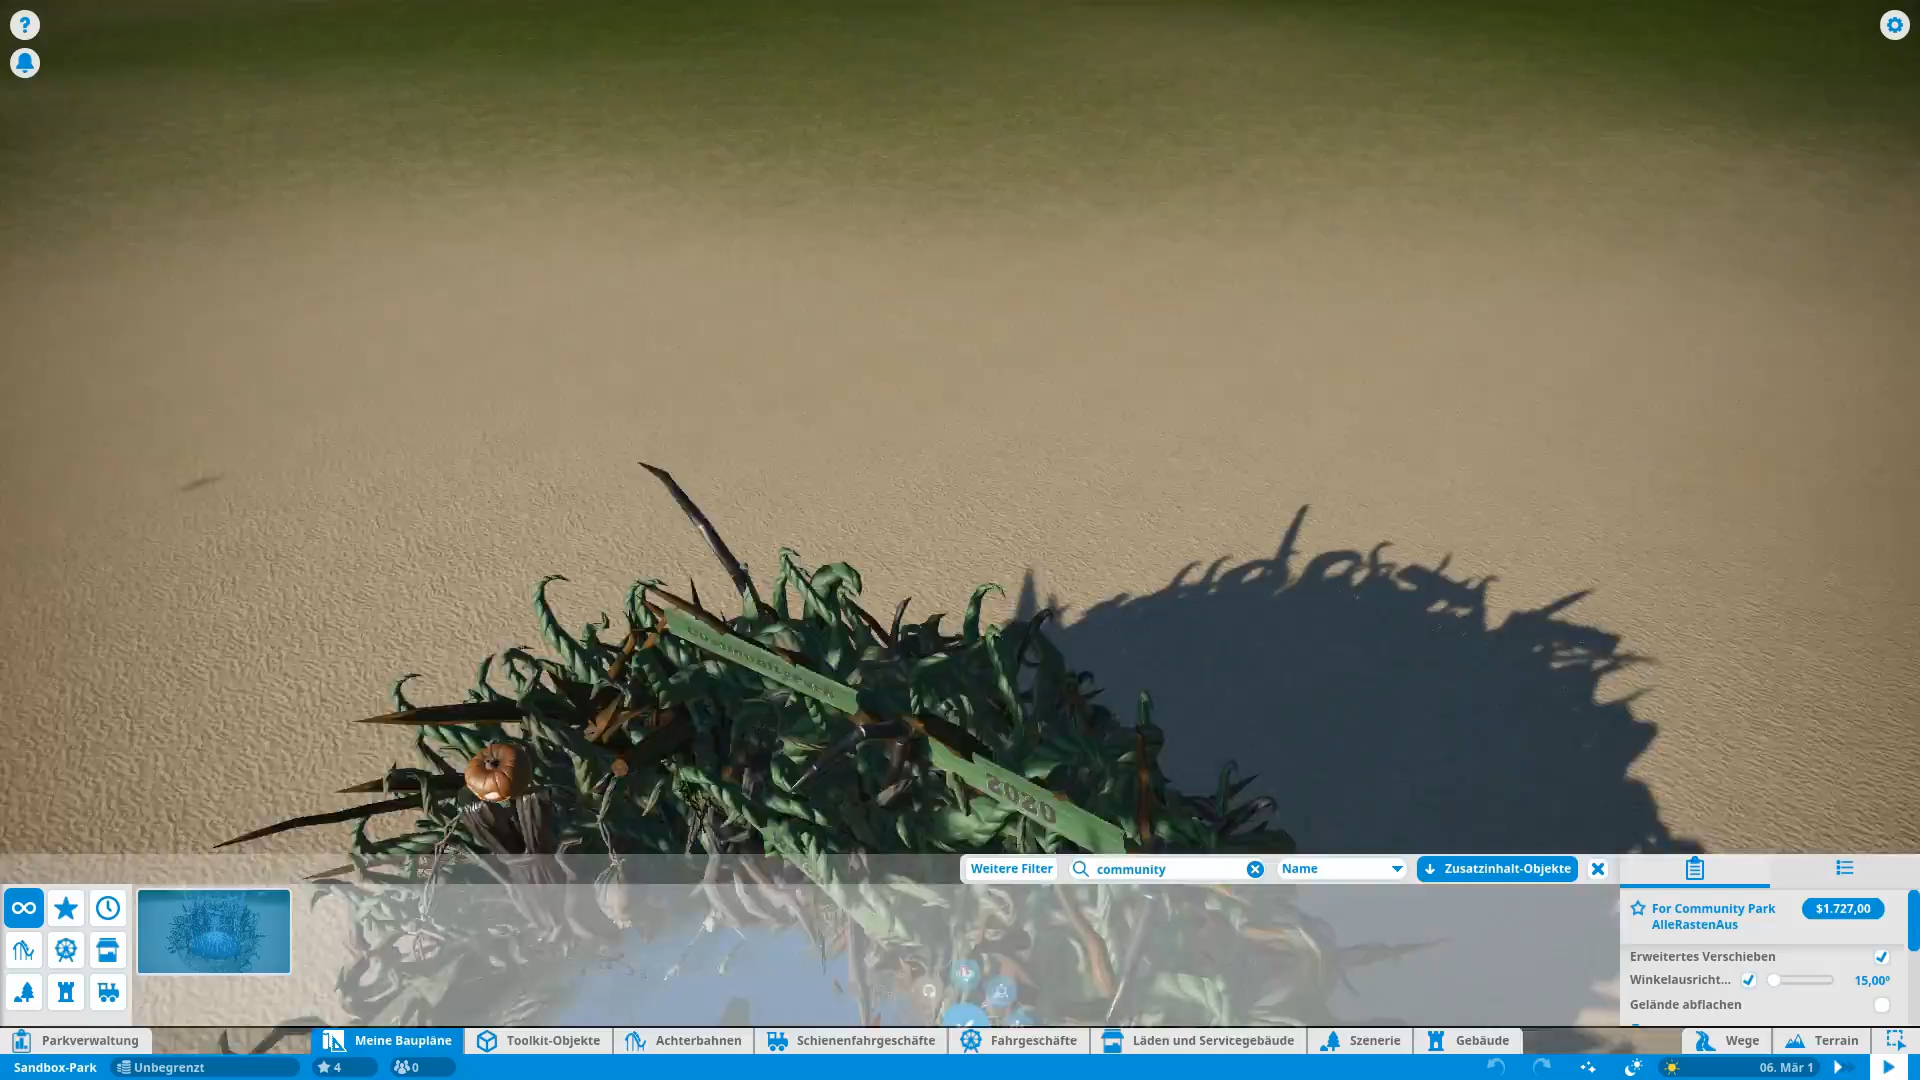 2020
Weitere Filter
community
Name
Zusatzinhalt-Objekte
For Community Park
AlleRastenAus
$1.727,00
Erweitertes Verschieben
Winkelausricht...
15,00°
Gelände abflachen
Parkverwaltung
Meine Baupläne
Toolkit-Objekte
Achterbahnen
Schienenfahrgeschäfte
Fahrgeschäfte
Läden und Servicegebäude
Szenerie
Gebäude
Wege
Terrain
Sandbox-Park
Unbegrenzt
4
0
06. Mär 1